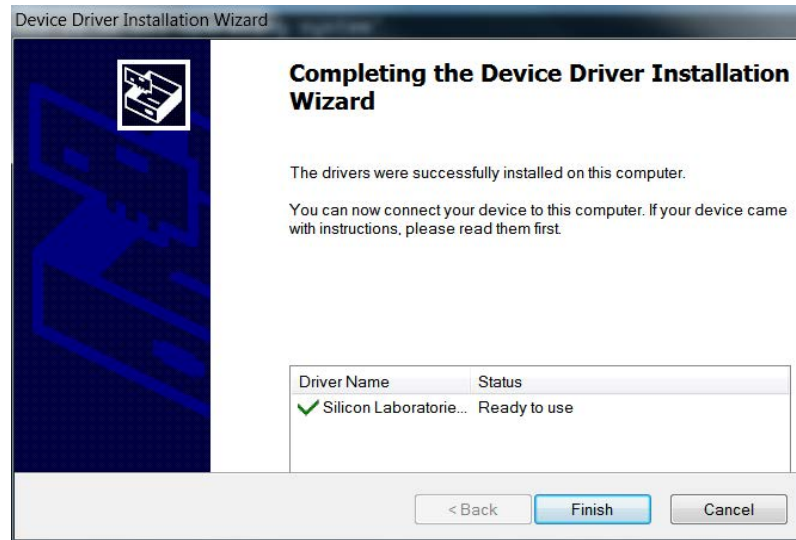 Device Driver Installation Wizard
Completing the Device Driver Installation
Wizard
The drivers were successfully installed on this computer.
You can now connect your device to this computer. If your device came
with instructions, please read them first.
Driver Name Status
Silicon Laboratorie... Ready to use
< Back Finish Cancel